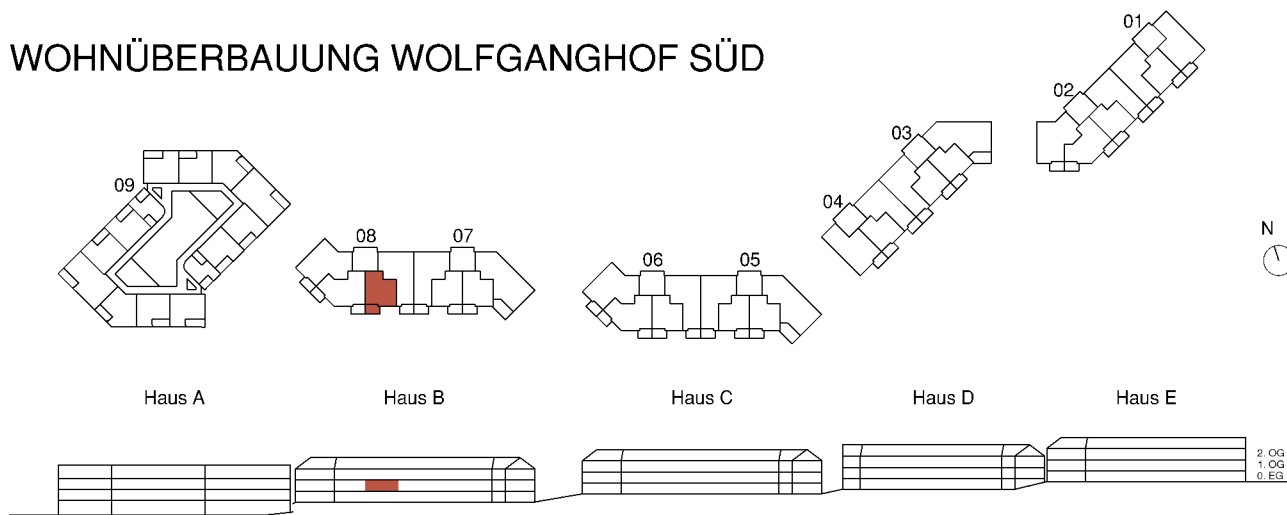 WOHNÜBERBAUUNG WOLFGANGHOF SÜD
01
02
03
04
09
08
07
06
05
N
Haus A
Haus B
Haus C
Haus D
Haus E
2. OG
1. OG
0. EG